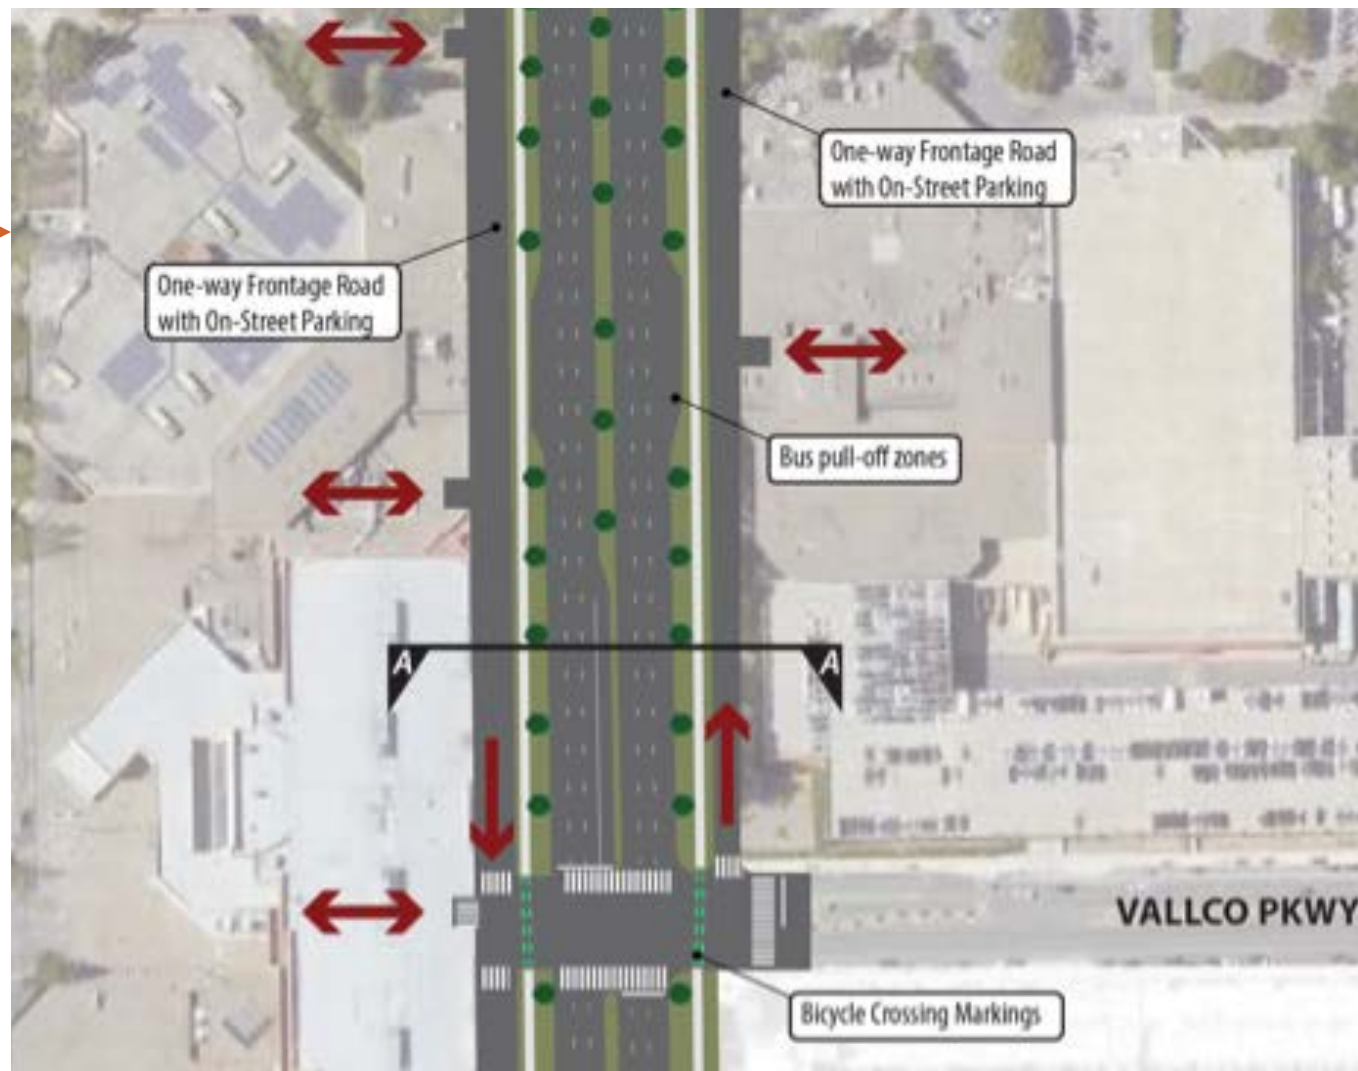 One-way Frontage Road
with On-Street Parking
One-way Frontage Road
with On-Street Parking
Bus pull-off zones
A
A
VALLCO PKWY
Bicycle Crossing Markings